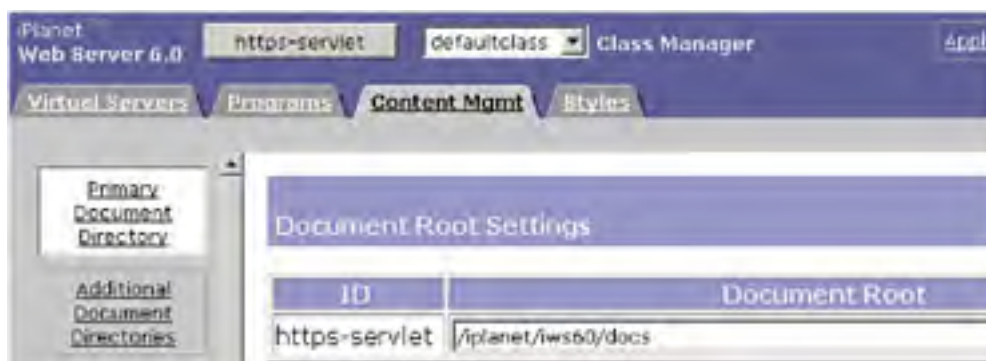 iPlanet
Web Server 6.0
https-servlet
defaultclass
Class Manager
Appl
Virtual Servers
Programs
Content Mgmt
Styles
Primary
Document
Directory
Document Root Settings
Additional
Document
Directories
ID
Document Root
https-servlet
/iplanet/iws60/docs